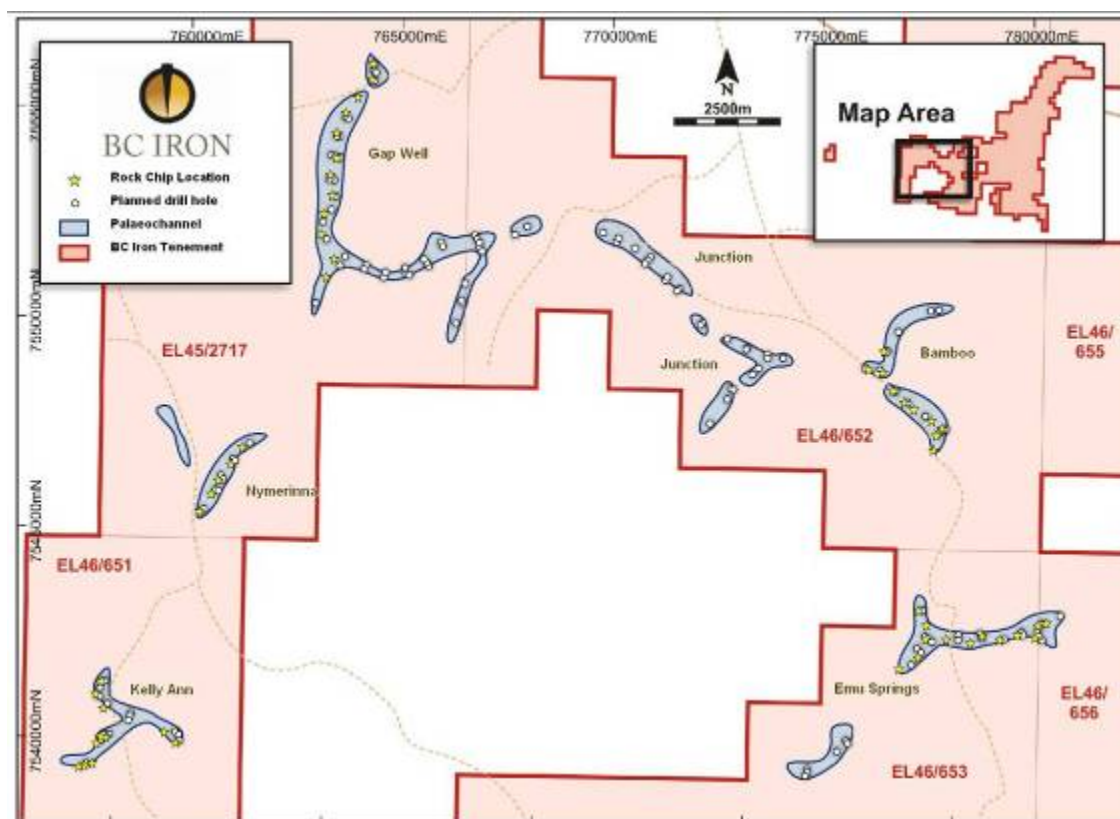 760000mE
765000mE
770000mE
775000mE
780000mE
7555000mN
7550000mN
7545000mN
7540000mN
BC IRON
Rock Chip Location
Planned drill hole
Palaeochannel
BC Iron Tenement
N
2500m
Map Area
Gap Well
Junction
Junction
Bamboo
EL46/
655
EL45/2717
EL46/652
Nymerinna
EL46/651
Kelly Ann
Emu Springs
EL46/
656
EL46/653